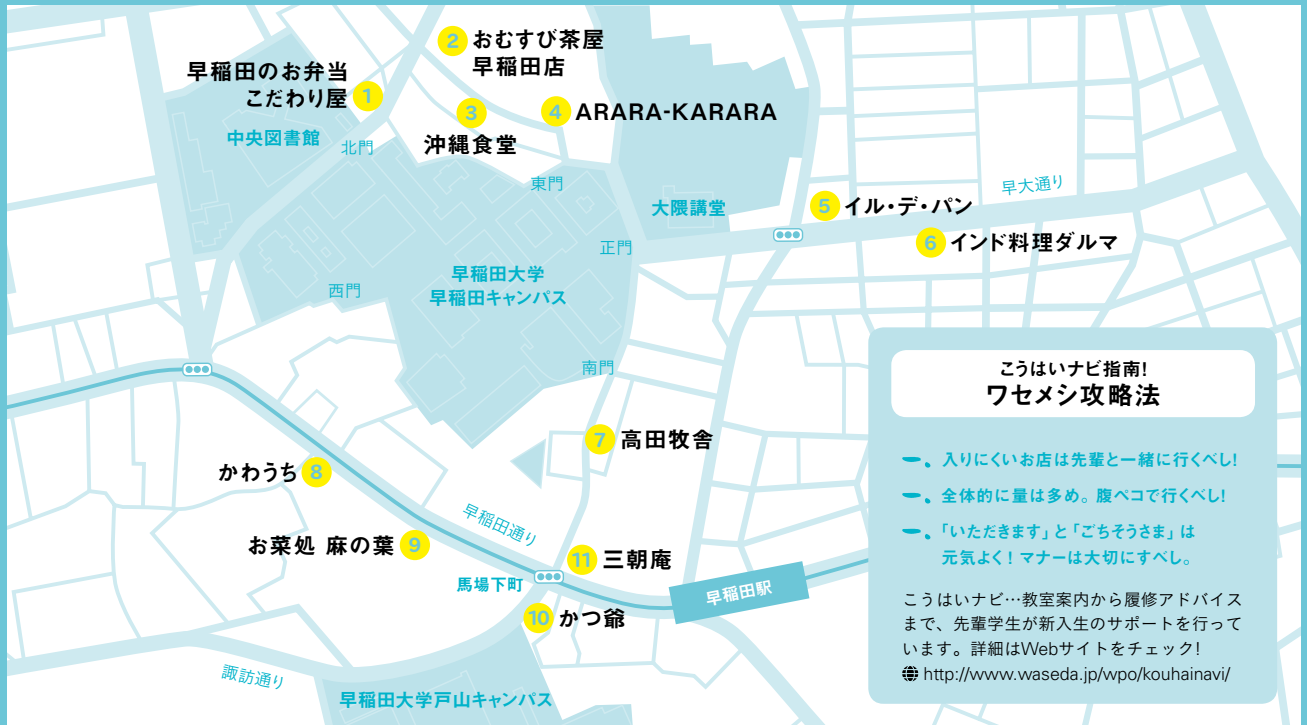 2 おむすび茶屋
早稲田店
早稲田のお弁当
こだわり屋 1
3
沖縄食堂
4 ARARA-KARARA
中央図書館
北門
東門
大隈講堂
5 イル・デ・パン
早大通り
6 インド料理ダルマ
正門
早稲田大学
早稲田キャンパス
西門
南門
7 高田牧舎
かわうち 8
早稲田通り
お菜処 麻の葉 9
11 三朝庵
馬場下町
早稲田駅
10 かつ爺
諏訪通り
早稲田大学戸山キャンパス
こうはいナビ指南!
ワセメシ攻略法
一、入りにくいお店は先輩と一緒に行くべし!
一、全体的に量は多め。腹ペコで行くべし!
一、「いただきます」と「ごちそうさま」は
元気よく! マナーは大切にすべし。
こうはいナビ…教室案内から履修アドバイス
まで、先輩学生が新入生のサポートを行って
います。詳細はWebサイトをチェック!
http://www.waseda.jp/wpo/kouhainavi/